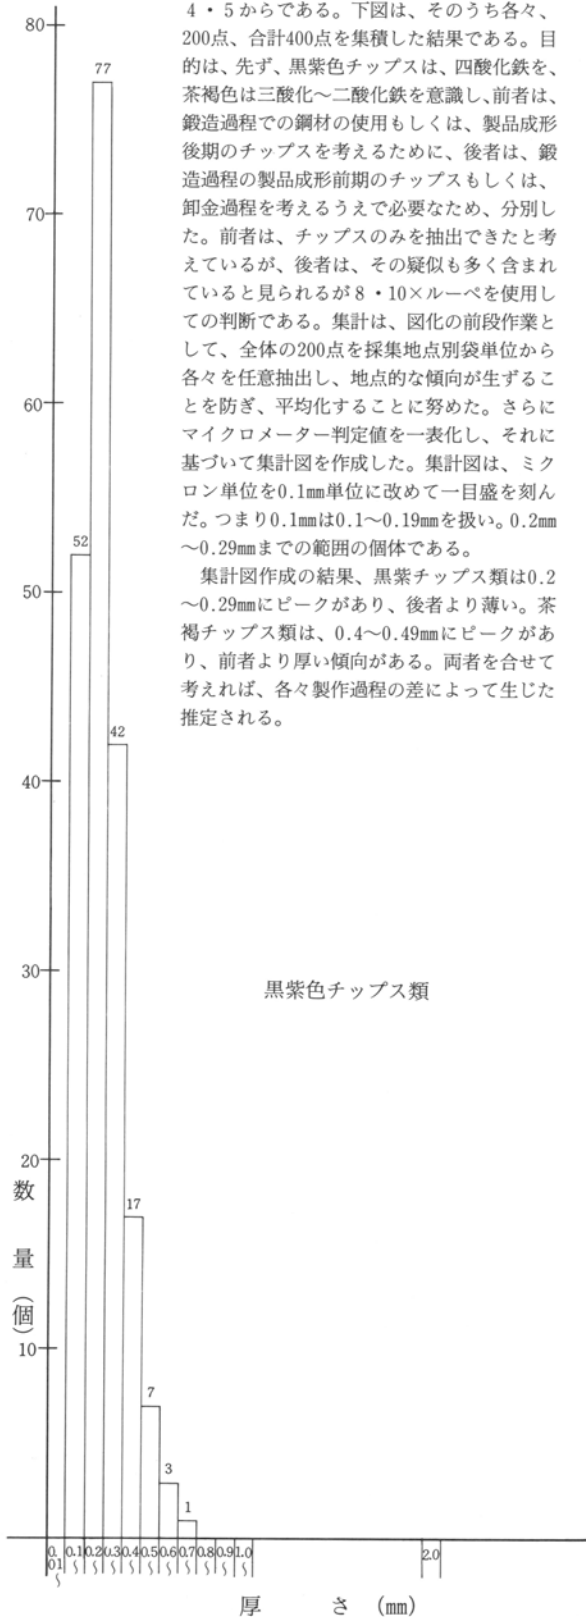 4・5からである。下図は、そのうち各々、
200点、合計400点を集積した結果である。目
的は、先ず、黒紫色チップスは、四酸化鉄を、
茶褐色は三酸化～二酸化鉄を意識し、前者は、
鍛造過程での鋼材の使用もしくは、製品成形
後期のチップスを考えるために、後者は、鍛
造過程の製品成形前期のチップスもしくは、
卸金過程を考えるうえで必要なため、分別し
た。前者は、チップスのみを抽出できたと考
えているが、後者は、その疑似も多く含まれ
ていると見られるが8・10×ルーペを使用し
ての判断である。集計は、図化の前段作業と
して、全体の200点を採集地点別袋単位から
各々を任意抽出し、地点的な傾向が生ずるこ
とを防ぎ、平均化することに努めた。さらに
マイクロメーター判定値を一表化し、それに
基づいて集計図を作成した。集計図は、ミク
ロン単位を0.1mm単位に改めて一目盛を刻ん
だ。つまり0.1mmは0.1～0.19mmを扱い。0.2mm
～0.29mmまでの範囲の個体である。
集計図作成の結果、黒紫チップス類は0.2
～0.29mmにピークがあり、後者より薄い。茶
褐チップス類は、0.4～0.49mmにピークがあ
り、前者より厚い傾向がある。両者を合せて
考えれば、各々製作過程の差によって生じた
推定される。
80
77
70
60
52
50
42
40
30
黒紫色チップス類
20
17
10
7
3
1
数量(個)
0.01～ 0.1～ 0.2～ 0.3～ 0.4～ 0.5～ 0.6～ 0.7～ 0.8～ 0.9～ 1.0～ 2.0
厚さ(mm)